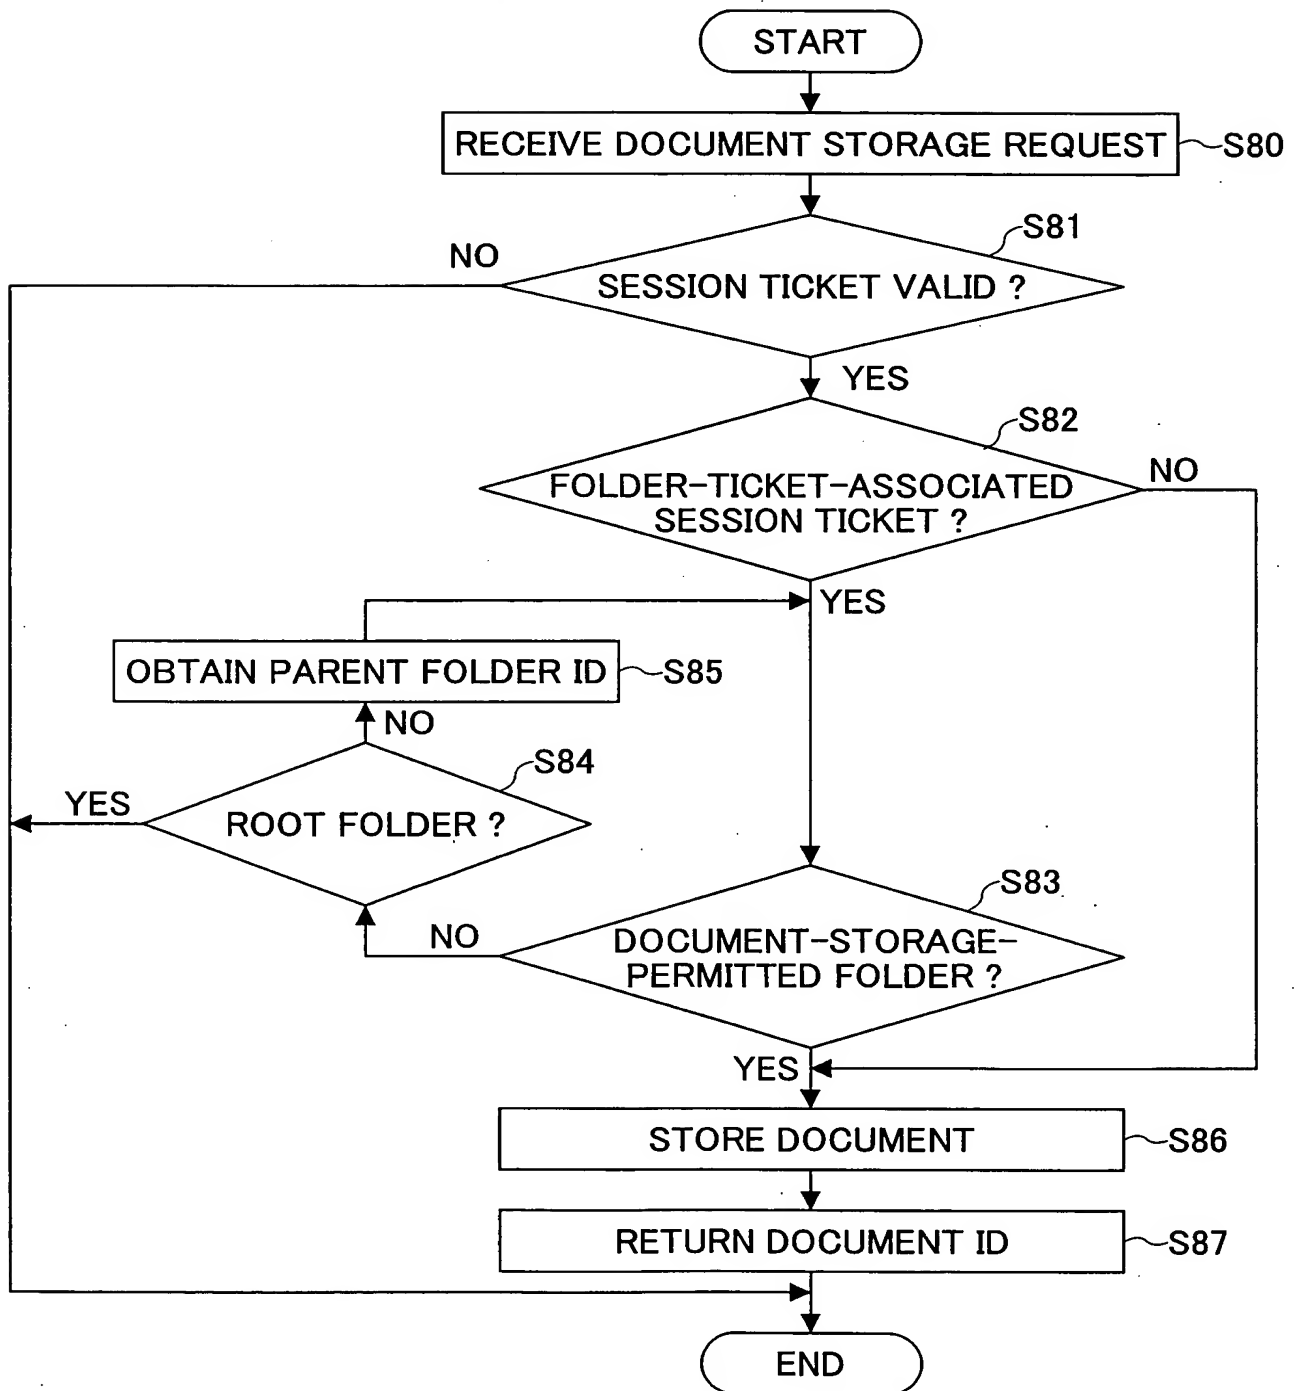 START
RECEIVE DOCUMENT STORAGE REQUEST
S80
S81
NO
SESSION TICKET VALID ?
YES
S82
NO
FOLDER-TICKET-ASSOCIATED
SESSION TICKET ?
YES
OBTAIN PARENT FOLDER ID
S85
NO
S84
YES
ROOT FOLDER ?
S83
NO
DOCUMENT-STORAGE-
PERMITTED FOLDER ?
YES
STORE DOCUMENT
S86
RETURN DOCUMENT ID
S87
END